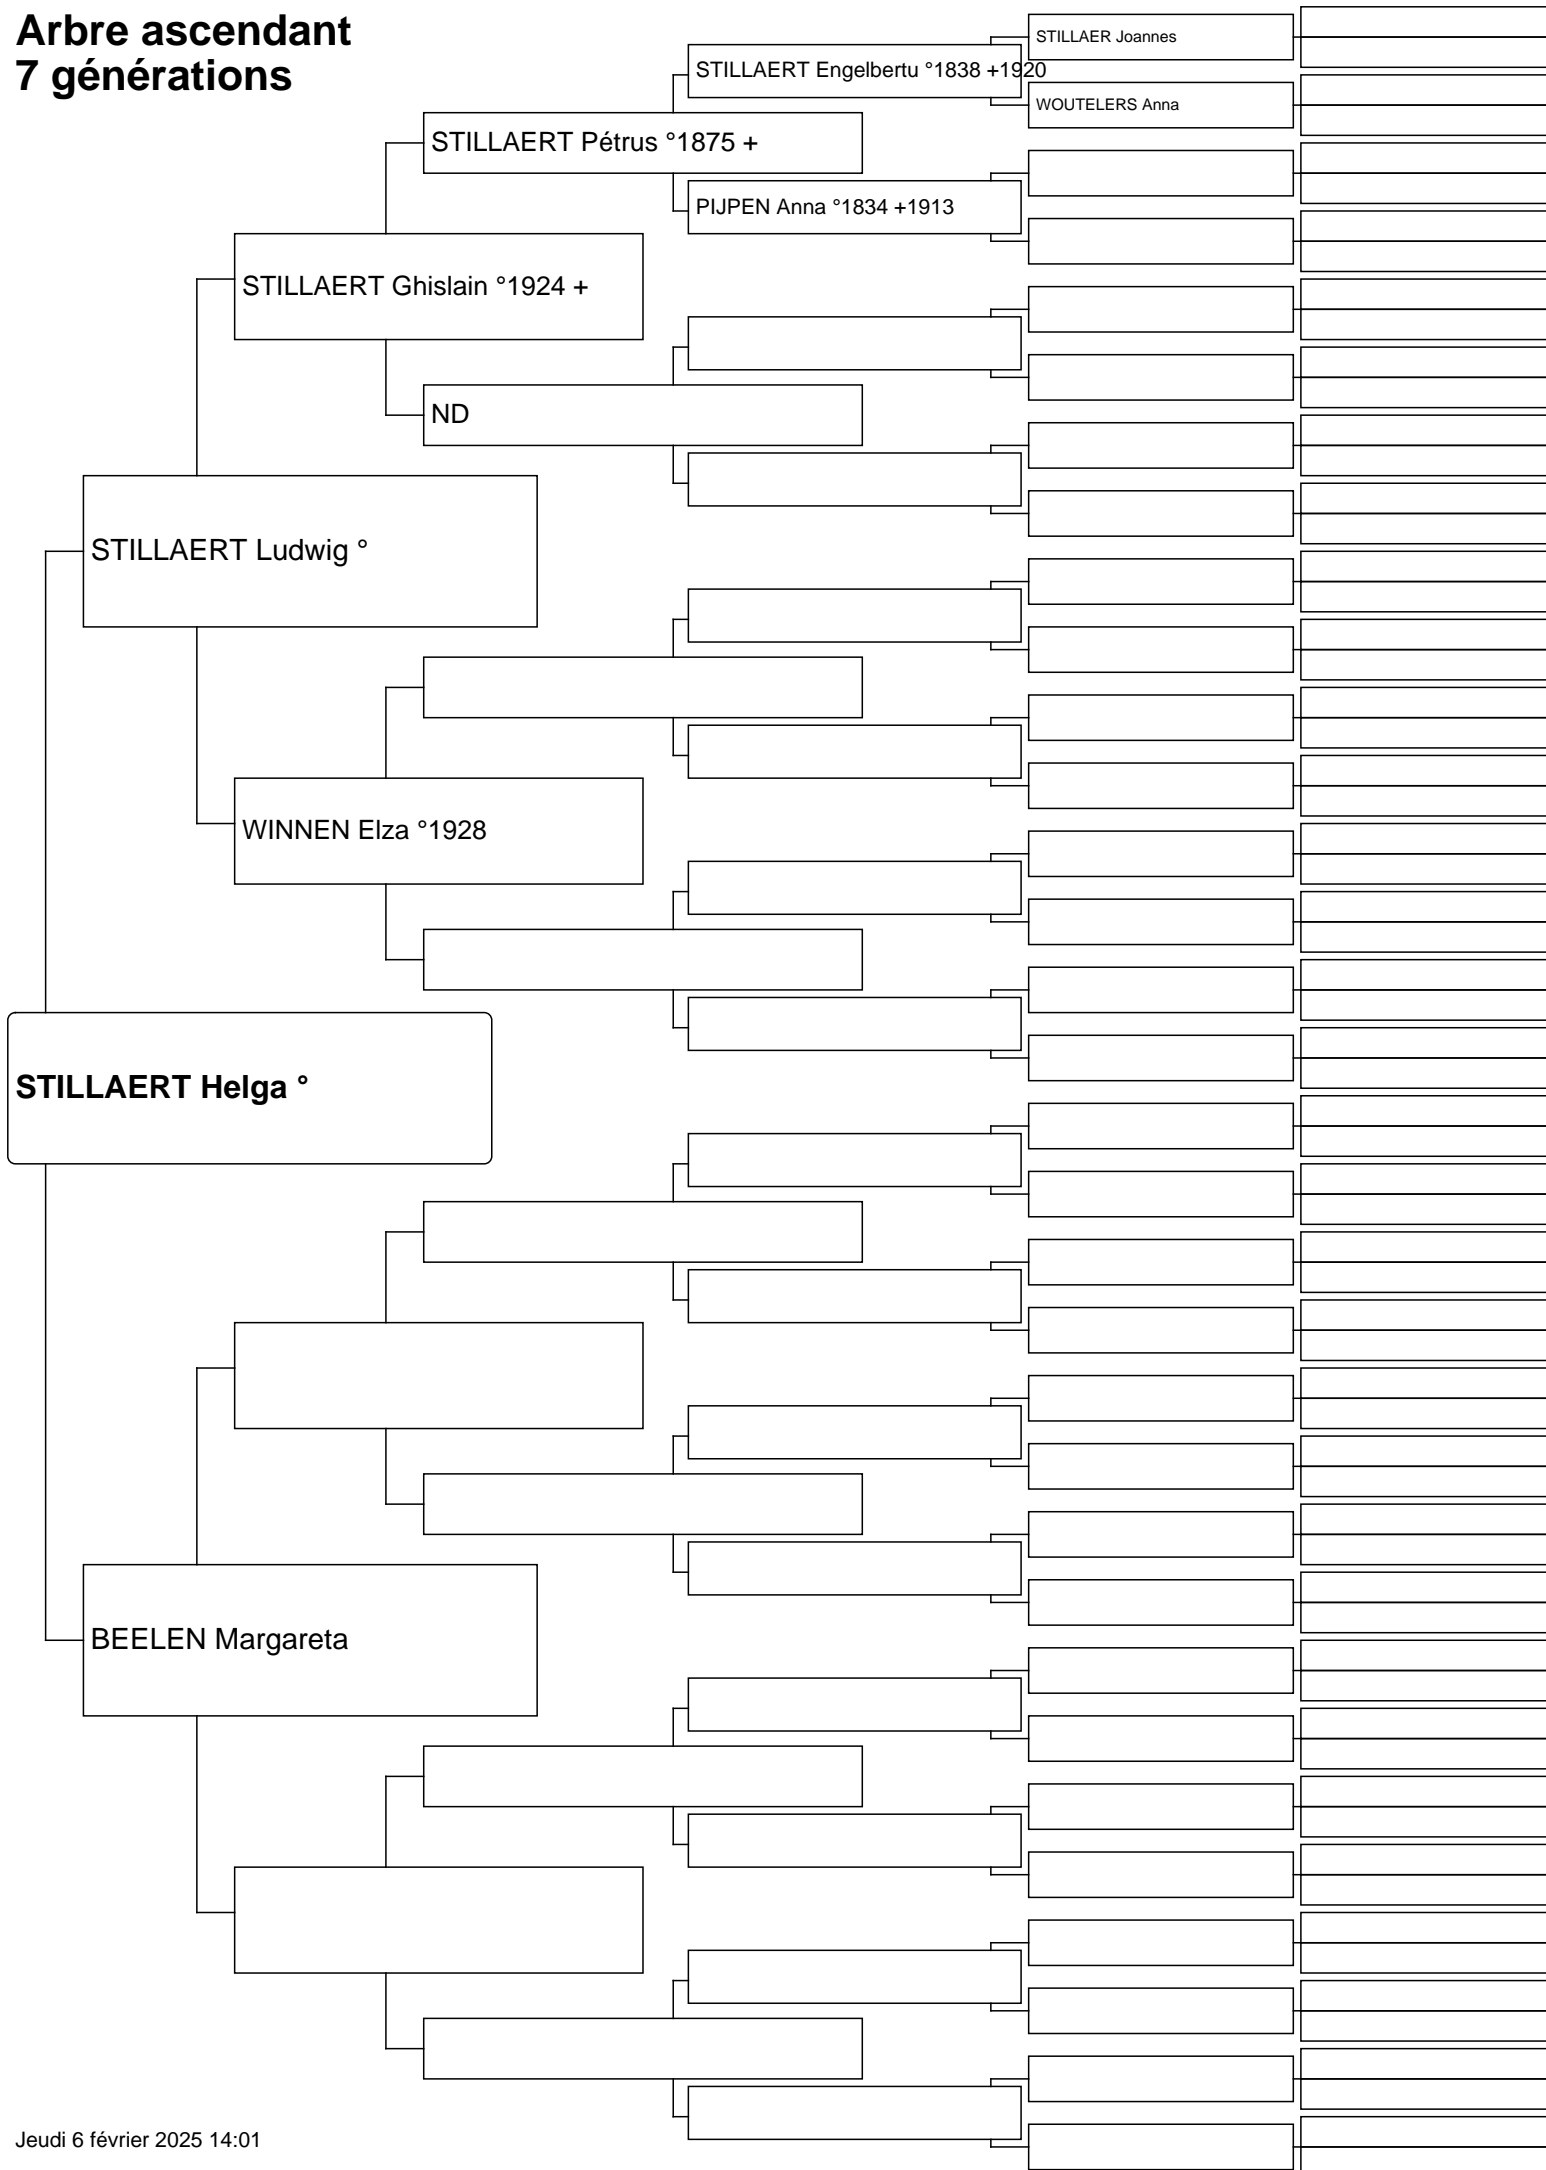 Arbre ascendant
7 générations
STILLAER Joannes
STILLAERT Engelbertu °1838 +1920
WOUTELERS Anna
STILLAERT Pétrus °1875 +
PIJPEN Anna °1834 +1913
STILLAERT Ghislain °1924 +
ND
STILLAERT Ludwig °
WINNEN Elza °1928
STILLAERT Helga °
BEELEN Margareta
Jeudi 6 février 2025 14:01